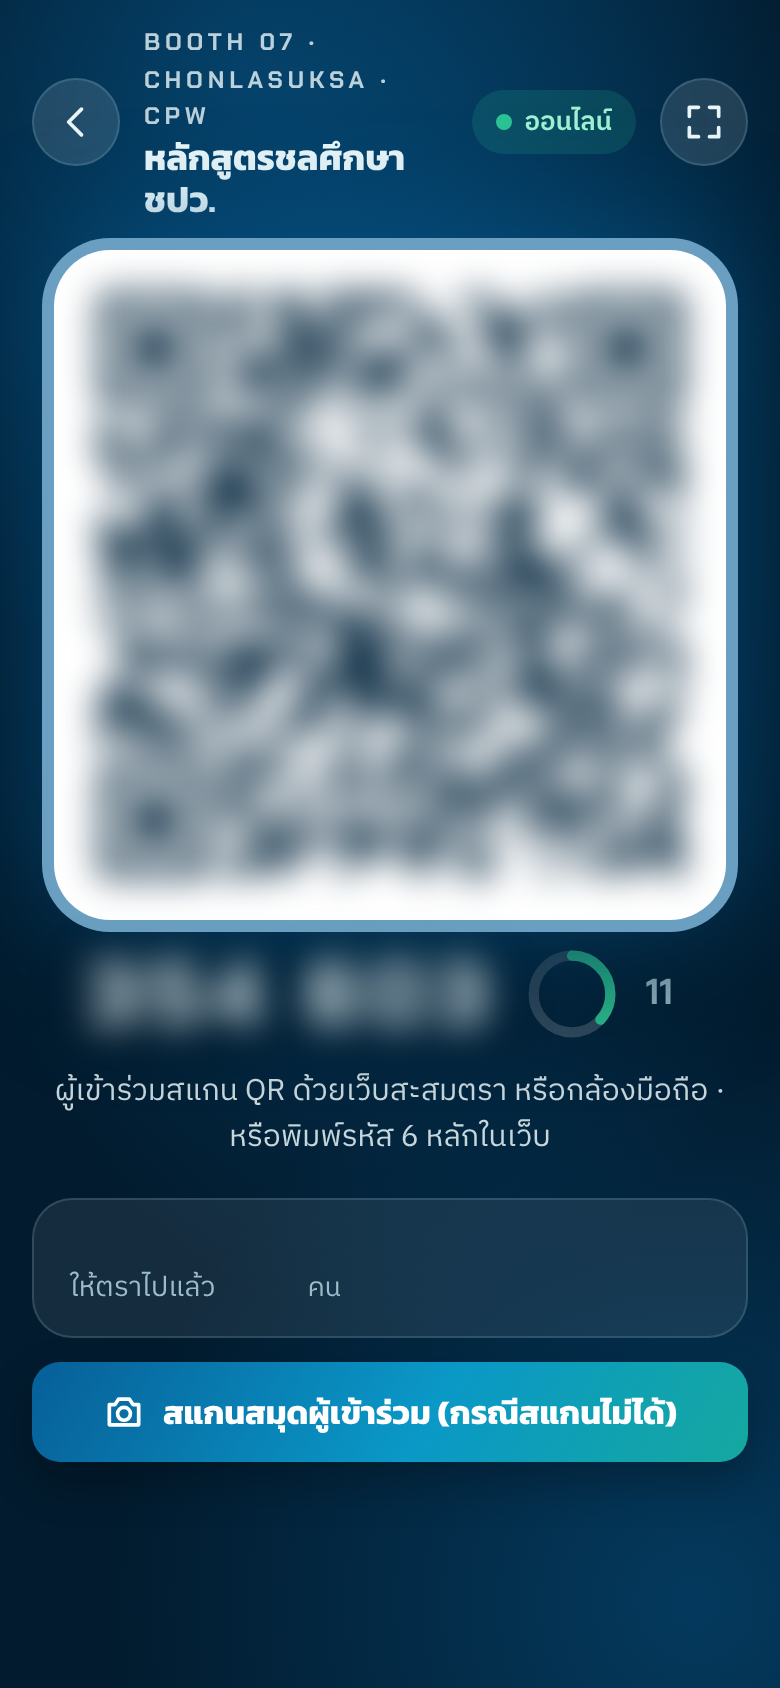 BOOTH 07 ·
CHONLASUKSA ·
CPW
หลักสูตรชลศึกษา
ชปว.
ออนไลน์
11
ผู้เข้าร่วมสแกน QR ด้วยเว็บสะสมตรา หรือกล้องมือถือ ·
หรือพิมพ์รหัส 6 หลักในเว็บ
ให้ตราไปแล้ว คน
สแกนสมุดผู้เข้าร่วม (กรณีสแกนไม่ได้)